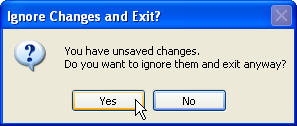 Ignore Changes and Exit?
You have unsaved changes.
Do you want to ignore them and exit anyway?
Yes
No